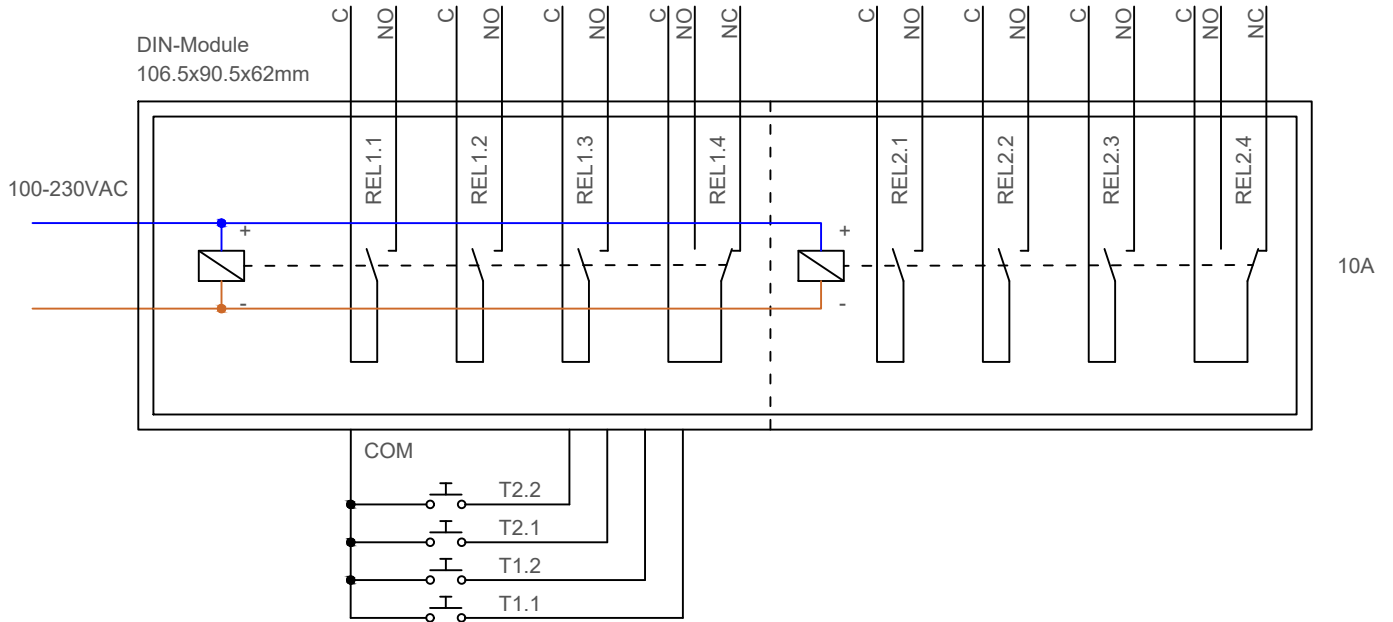 C
NO
C
NO
C
NO
C
NO
NC
C
NO
C
NO
C
NO
C
NO
NC
DIN-Module
106.5x90.5x62mm
REL1.1
REL1.2
REL1.3
REL1.4
REL2.1
REL2.2
REL2.3
REL2.4
100-230VAC
+
+
10A
-
-
COM
T2.2
T2.1
T1.2
T1.1